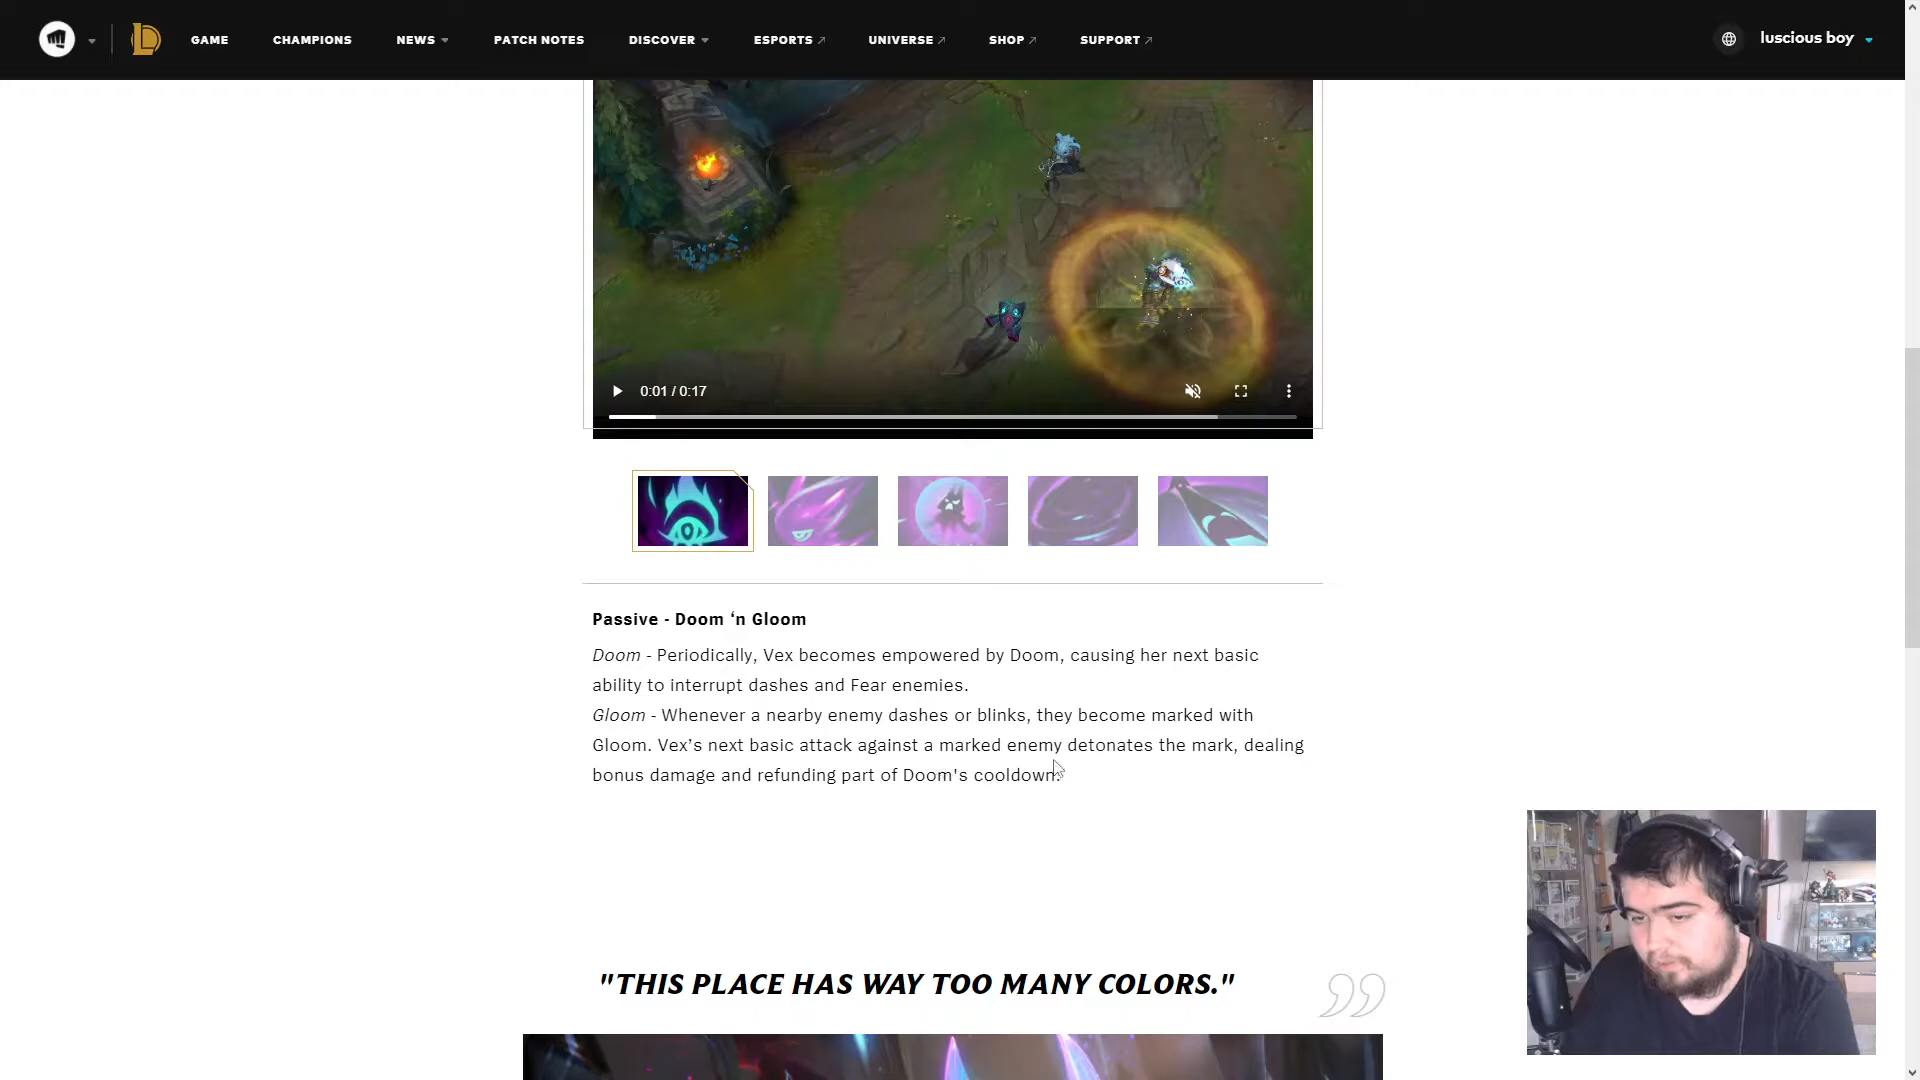 GAME CHAMPIONS NEWS PATCH NOTES DISCOVER ESPORTS UNIVERSE SHOP SUPPORT luscious boy
0:01 / 0:17
Passive - Doom ‘n Gloom
Doom - Periodically, Vex becomes empowered by Doom, causing her next basic
ability to interrupt dashes and Fear enemies.
Gloom - Whenever a nearby enemy dashes or blinks, they become marked with
Gloom. Vex’s next basic attack against a marked enemy detonates the mark, dealing
bonus damage and refunding part of Doom's cooldown.
"THIS PLACE HAS WAY TOO MANY COLORS."